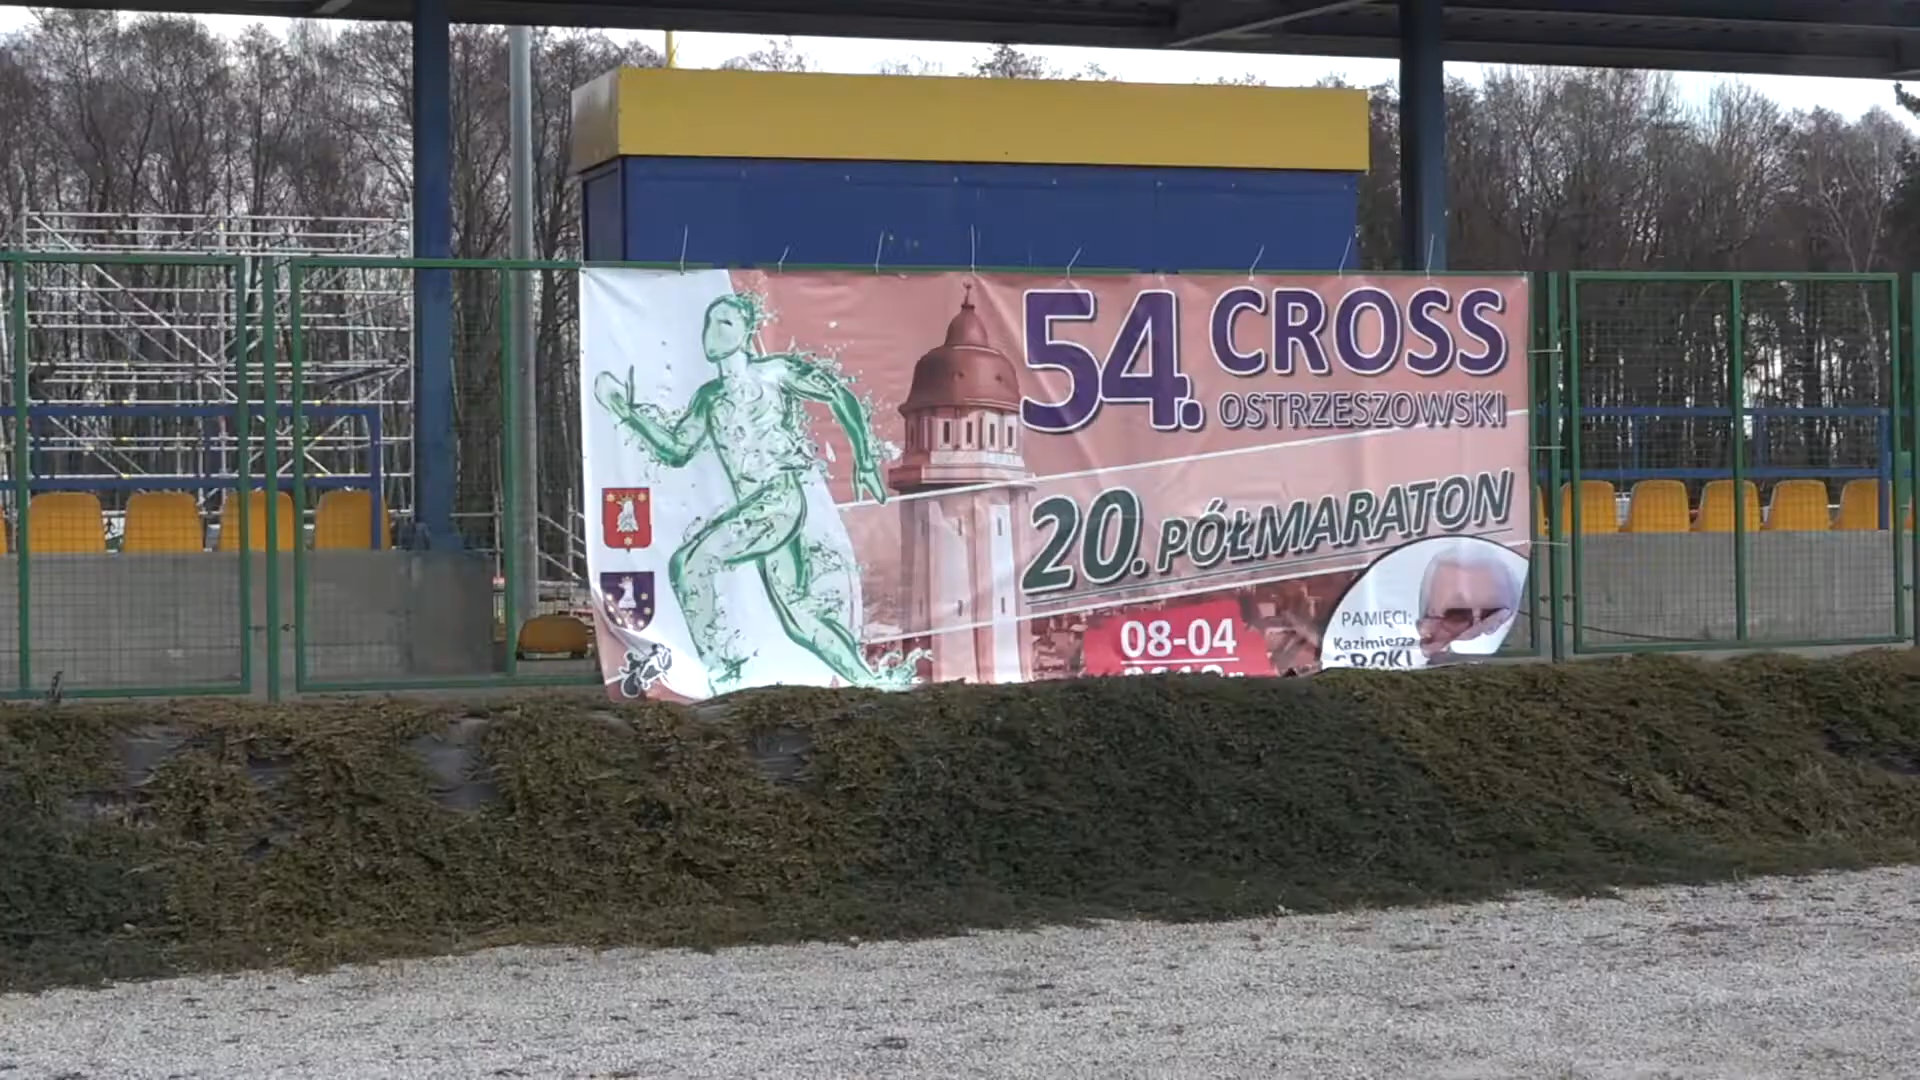 54. CROSS
OSTRZESZOWSKI
20. PÓŁMARATON
08-04
PAMIĘCI:
Kazimierza